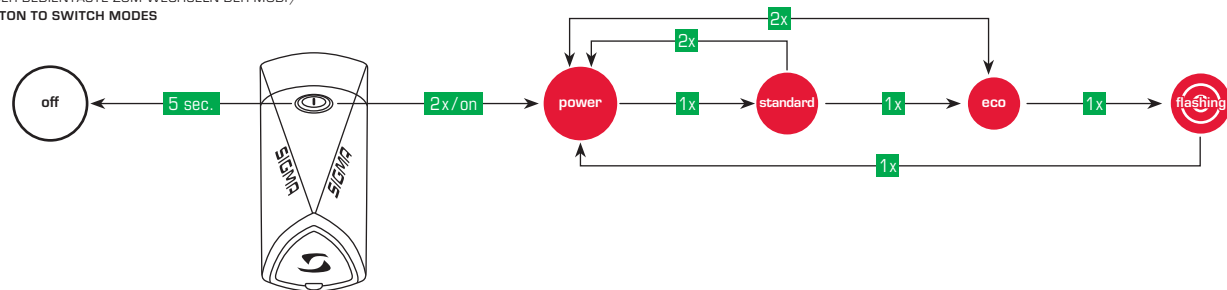 BUTTON TO SWITCH MODES
2x
2x
off
5 sec.
2x/on
power
1x
standard
1x
eco
1x
flashing
SIGMA
SIGMA
1x